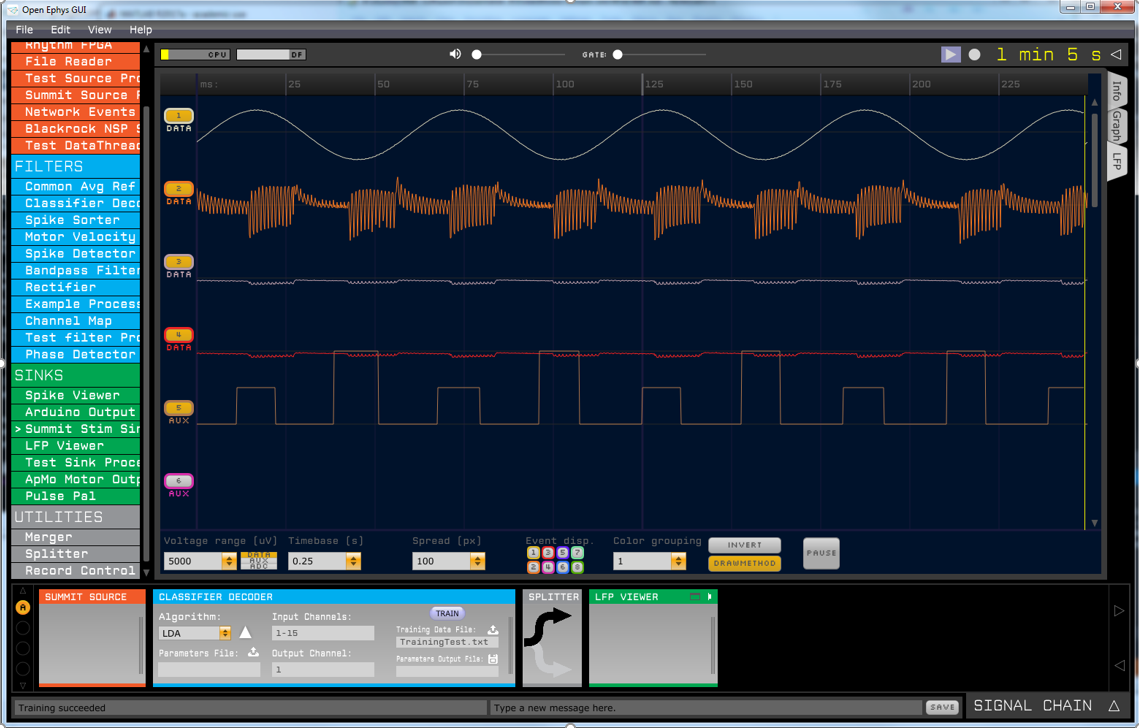 Open Ephys GUI
File Edit View Help
Rhythm FPGA
File Reader
Test Source Pro
Summit Source
Network Events
Blackrock NSP S
Test DataThread
FILTERS
Common Avg Ref
Classifier Deco
Spike Sorter
Motor Velocity
Spike Detector
Bandpass Filter
Rectifier
Example Process
Channel Map
Test filter Pro
Phase Detector
SINKS
Spike Viewer
Arduino Output
> Summit Stim Sin
LFP Viewer
Test Sink Proce
ApMo Motor Outp
Pulse Pal
UTILITIES
Merger
Splitter
Record Control
CPU DF GATE: 1 min 5 s
ms: 25 50 75 100 125 150 175 200 225
Info
Graph
LFP
1
DATA
2
DATA
3
DATA
4
DATA
5
AUX
6
AUX
Voltage range [uV] Timebase [s] Spread [px] Event disp. Color grouping
5000 DATA AUX ADC 0.25 100 1 3 5 7 2 4 6 8 1 INVERT DRAWMETHOD PAUSE
A
SUMMIT SOURCE
CLASSIFIER DECODER
Algorithm: Input Channels: TRAIN
LDA 1-15 Training Data File:
TrainingTest.txt
Parameters File: Output Channel: Parameters Output File:
1
SPLITTER
LFP VIEWER
Training succeeded
Type a new message here.
SAVE
SIGNAL CHAIN